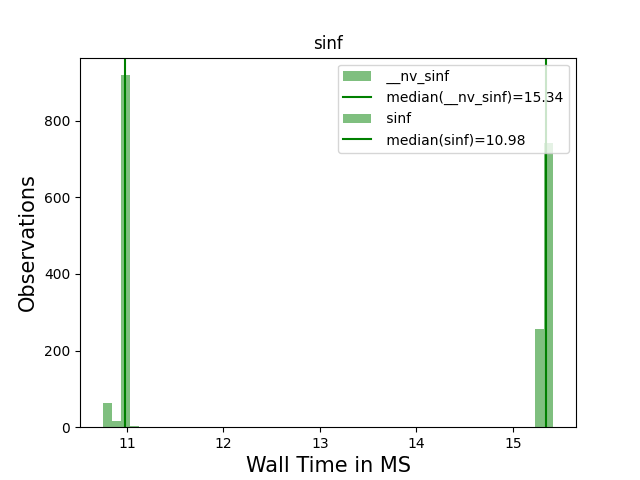 sinf
__nv_sinf
median(__nv_sinf)=15.34
sinf
median(sinf)=10.98
800
600
400
200
0
Observations
11 12 13 14 15
Wall Time in MS